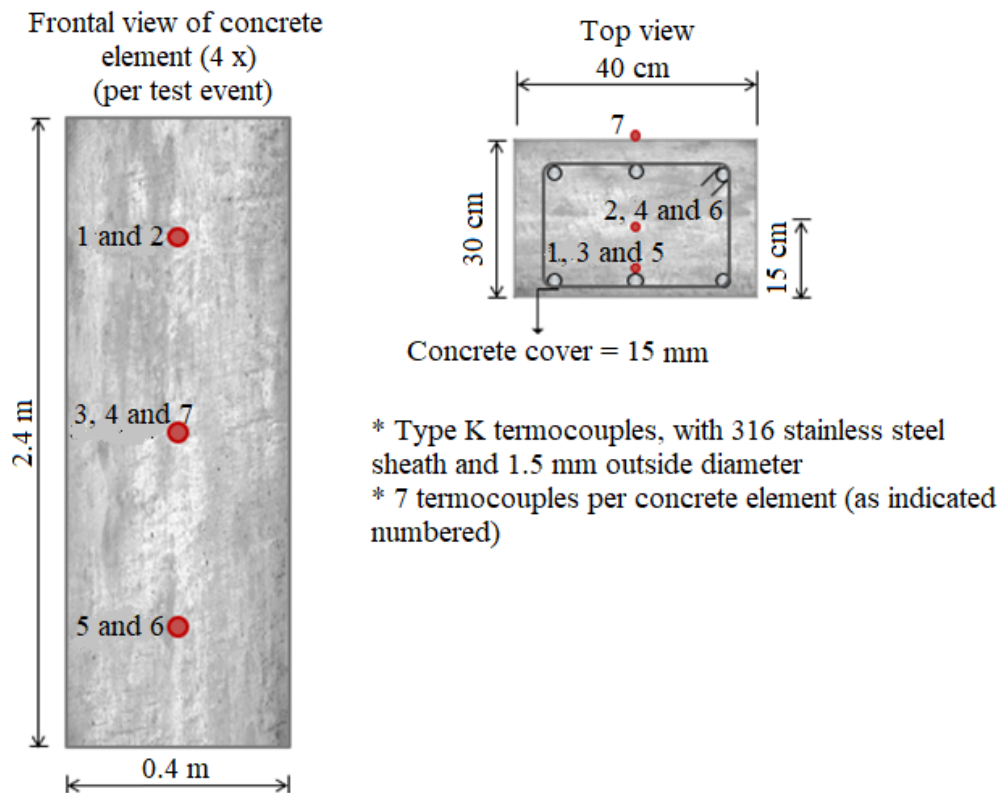 Frontal view of concrete
element (4 x)
(per test event)
1 and 2
3, 4 and 7
5 and 6
2.4 m
0.4 m
Top view
40 cm
7
2, 4 and 6
1, 3 and 5
30 cm
15 cm
Concrete cover = 15 mm
* Type K termocouples, with 316 stainless steel
sheath and 1.5 mm outside diameter
* 7 termocouples per concrete element (as indicated
numbered)